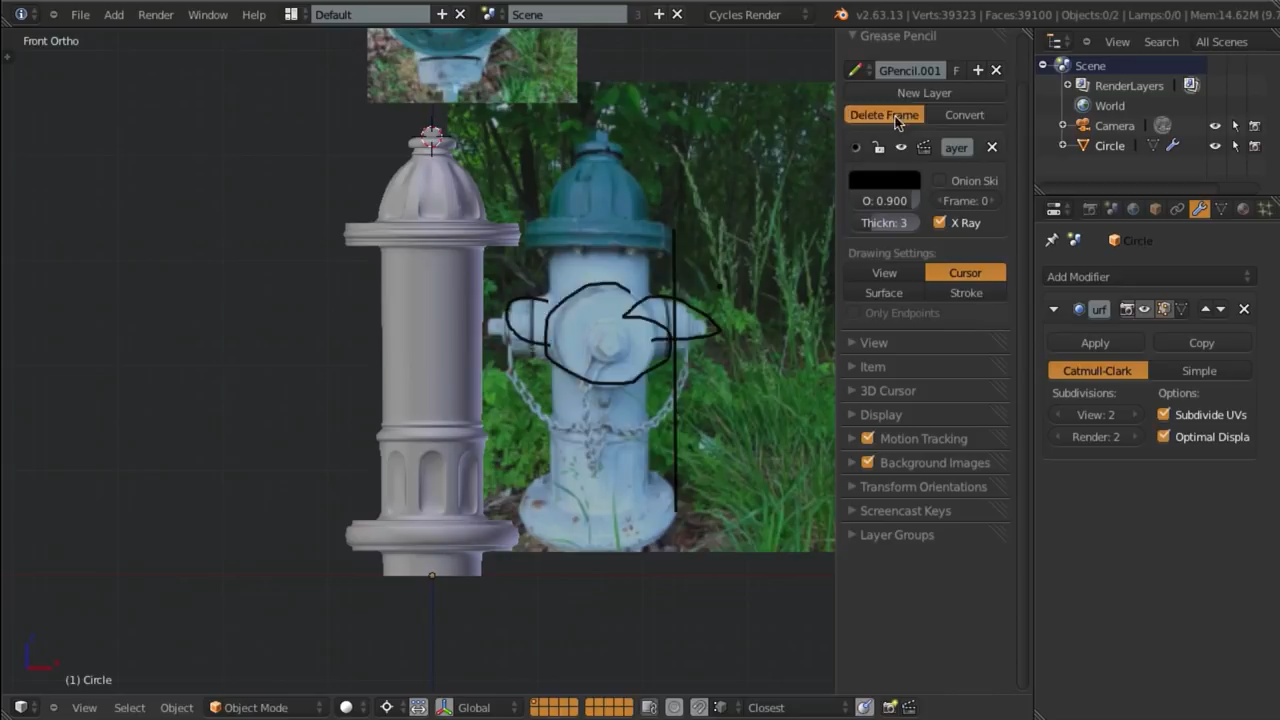 File Add Render Window Help Default Scene 3 Cycles Render v2.63.13 | Verts:39323 | Faces:39100 | Objects:0/2 | Lamps:0/0 | Mem:14.62M
Front Ortho
Grease Pencil
GPencil.001 F
New Layer
Delete Frame Convert
ayer
Onion Ski
O: 0.900 Frame: 0
Thickn: 3 X Ray
Drawing Settings:
View Cursor
Surface Stroke
Only Endpoints
View
Item
3D Cursor
Display
Motion Tracking
Background Images
Transform Orientations
Screencast Keys
Layer Groups
View Search All Scenes
Scene
RenderLayers
World
Camera
Circle
Circle
Add Modifier
urf
Apply Copy
Catmull-Clark Simple
Subdivisions: Options:
View: 2 Subdivide UVs
Render: 2 Optimal Displa
(1) Circle
View Select Object Object Mode Global Closest